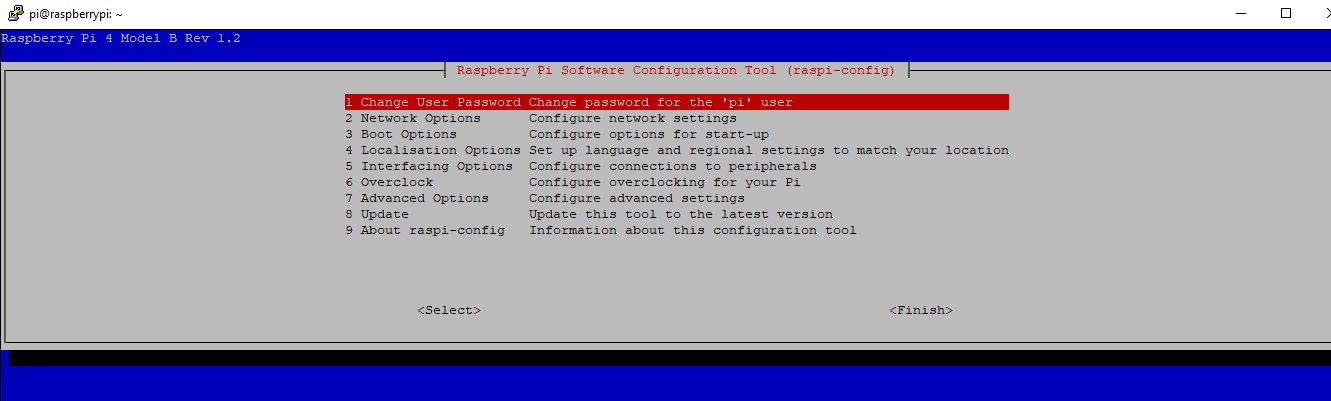 pi@raspberrypi: ~
Raspberry Pi 4 Model B Rev 1.2
Raspberry Pi Software Configuration Tool (raspi-config)
1 Change User Password Change password for the 'pi' user
2 Network Options Configure network settings
3 Boot Options Configure options for start-up
4 Localisation Options Set up language and regional settings to match your location
5 Interfacing Options Configure connections to peripherals
6 Overclock Configure overclocking for your Pi
7 Advanced Options Configure advanced settings
8 Update Update this tool to the latest version
9 About raspi-config Information about this configuration tool
<Select> <Finish>